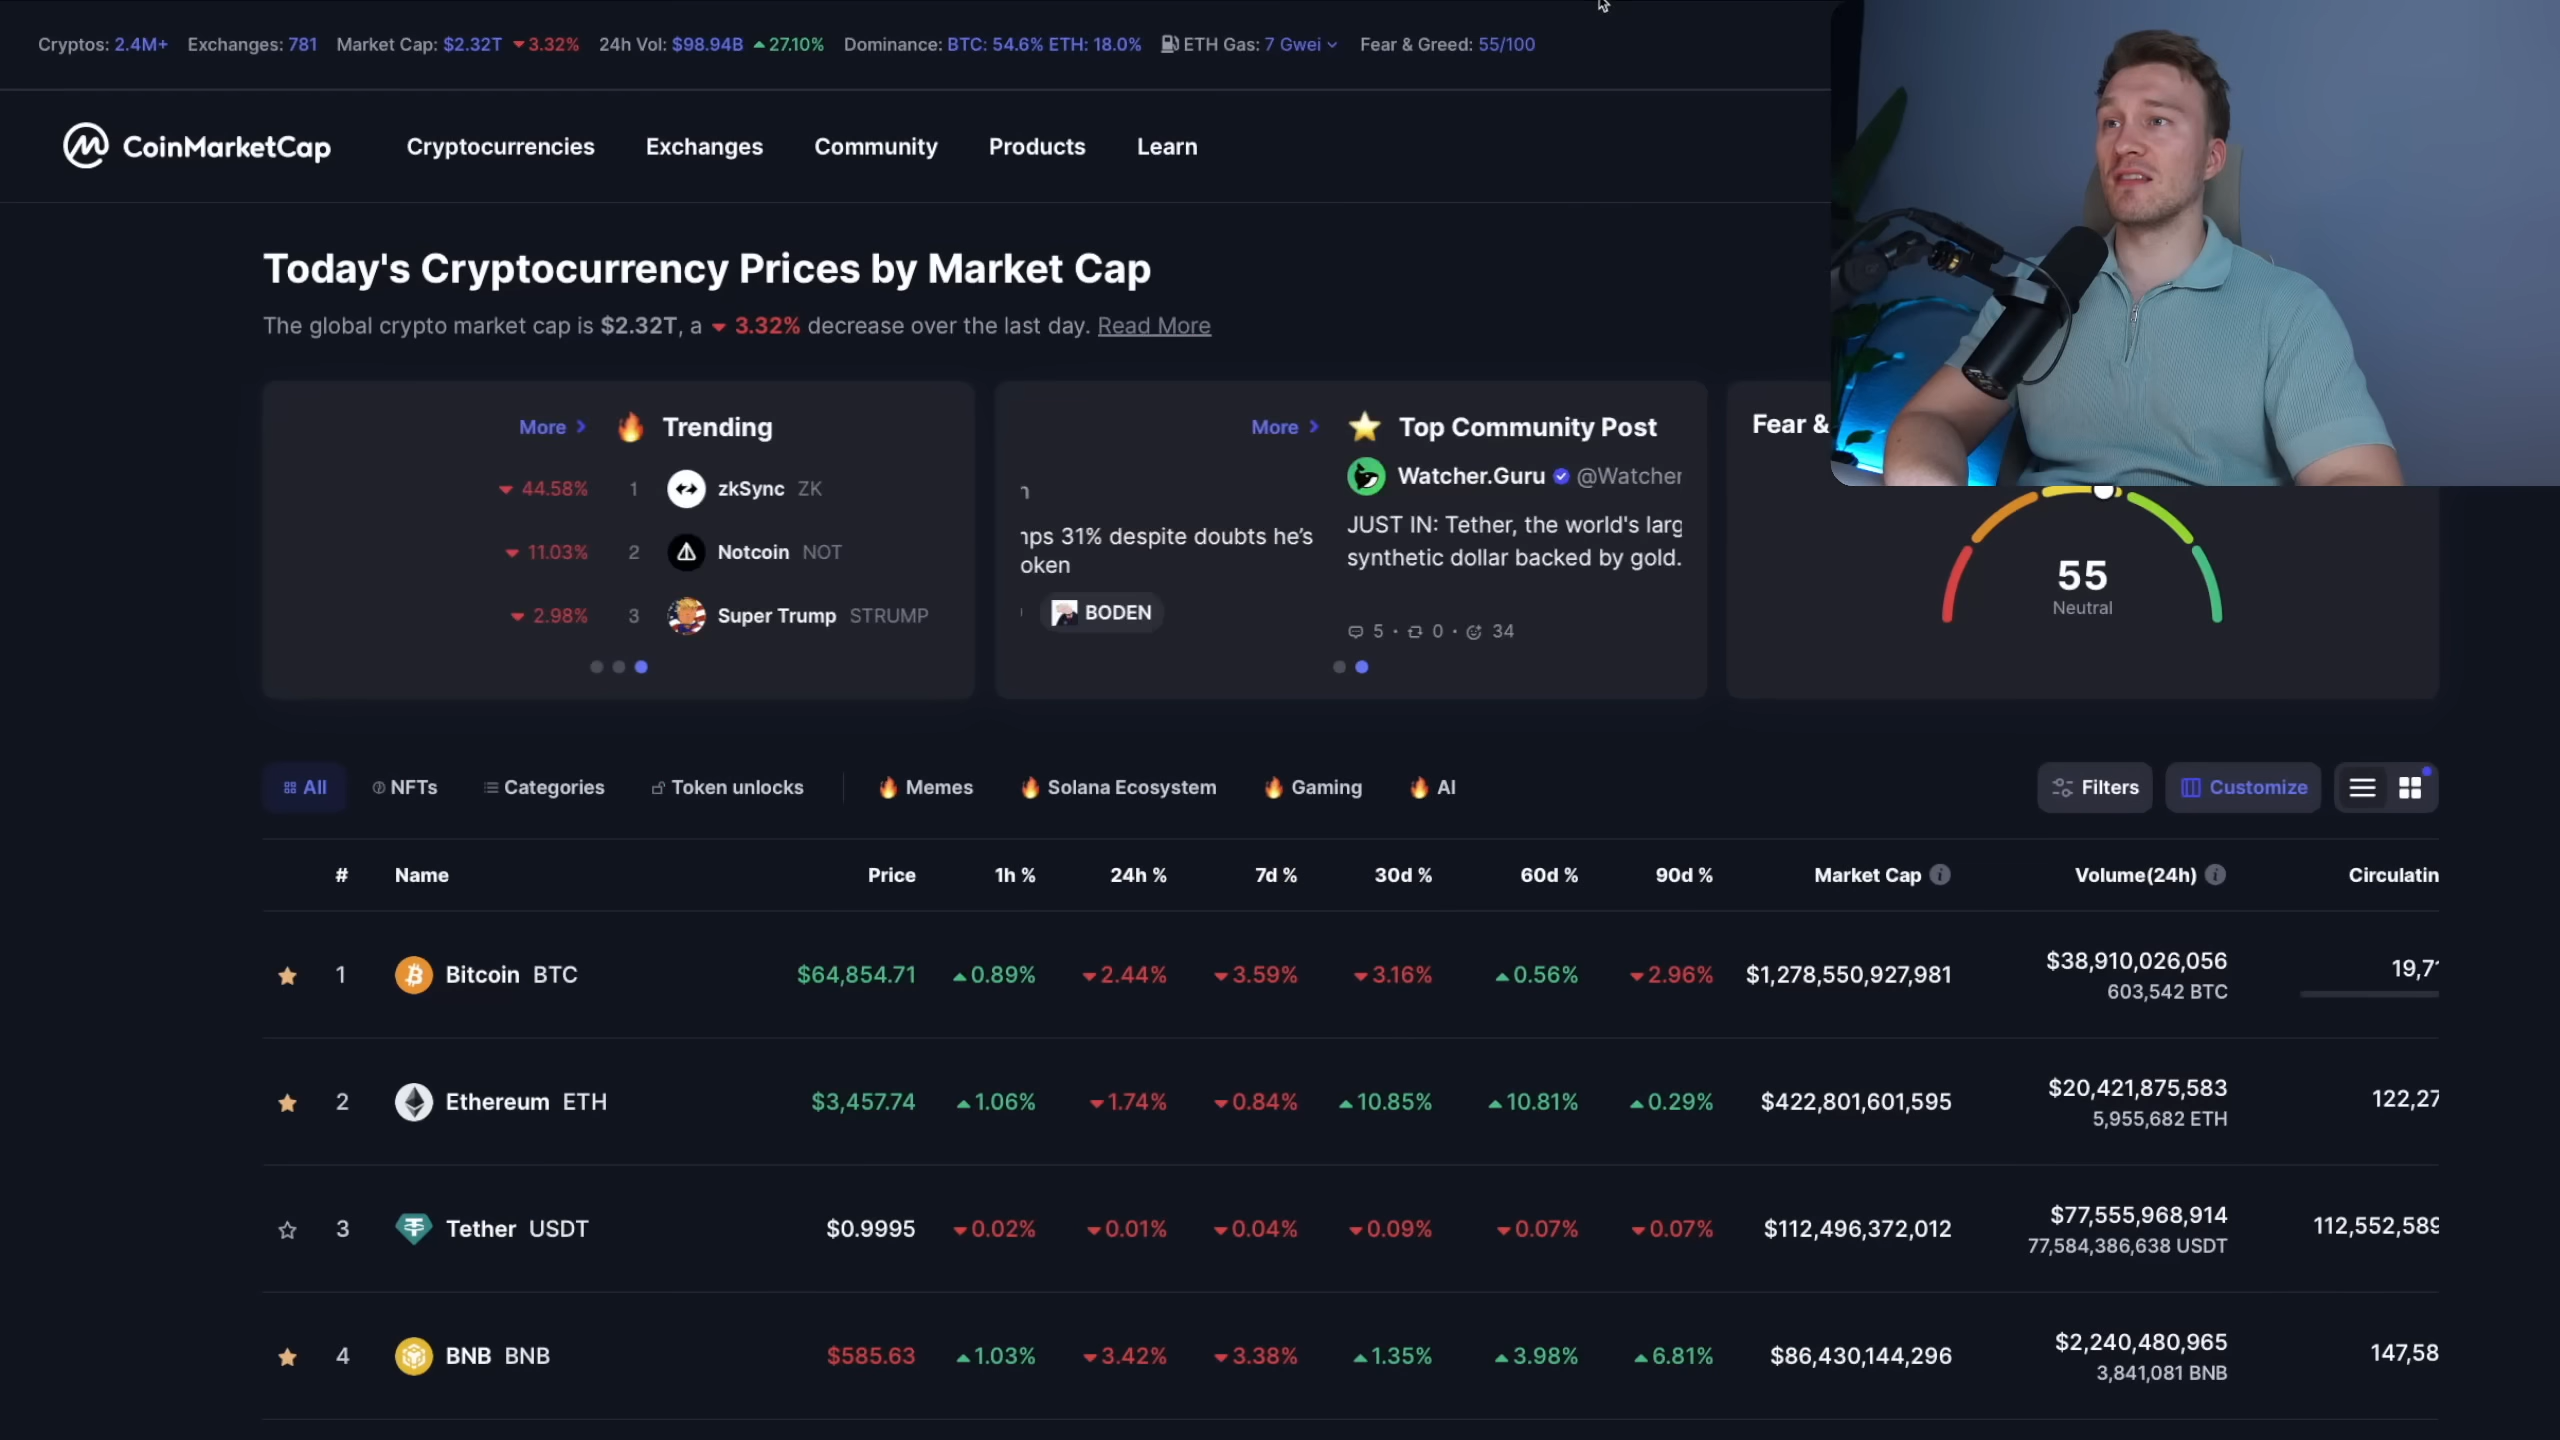 Cryptos: 2.4M+ Exchanges: 781 Market Cap: $2.32T 3.32% 24h Vol: $98.94B 27.10% Dominance: BTC: 54.6% ETH: 18.0% ETH Gas: 7 Gwei Fear & Greed: 55/100
CoinMarketCap Cryptocurrencies Exchanges Community Products Learn
Today's Cryptocurrency Prices by Market Cap
The global crypto market cap is $2.32T, a 3.32% decrease over the last day. Read More
More Trending
44.58% 1 zkSync ZK
11.03% 2 Notcoin NOT
2.98% 3 Super Trump STRUMP
More Top Community Post
Watcher.Guru @Watcher
31% despite doubts he's
oken
BODEN
JUST IN: Tether, the world's larg
synthetic dollar backed by gold.
5 · 0 · 34
Fear &
55
Neutral
All NFTs Categories Token unlocks Memes Solana Ecosystem Gaming AI Filters Customize
# Name Price 1h % 24h % 7d % 30d % 60d % 90d % Market Cap Volume(24h) Circulatin
1 Bitcoin BTC $64,854.71 0.89% 2.44% 3.59% 3.16% 0.56% 2.96% $1,278,550,927,981 $38,910,026,056 19,7
603,542 BTC
2 Ethereum ETH $3,457.74 1.06% 1.74% 0.84% 10.85% 10.81% 0.29% $422,801,601,595 $20,421,875,583 122,27
5,955,682 ETH
3 Tether USDT $0.9995 0.02% 0.01% 0.04% 0.09% 0.07% 0.07% $112,496,372,012 $77,555,968,914 112,552,589
77,584,386,638 USDT
4 BNB BNB $585.63 1.03% 3.42% 3.38% 1.35% 3.98% 6.81% $86,430,144,296 $2,240,480,965 147,58
3,841,081 BNB